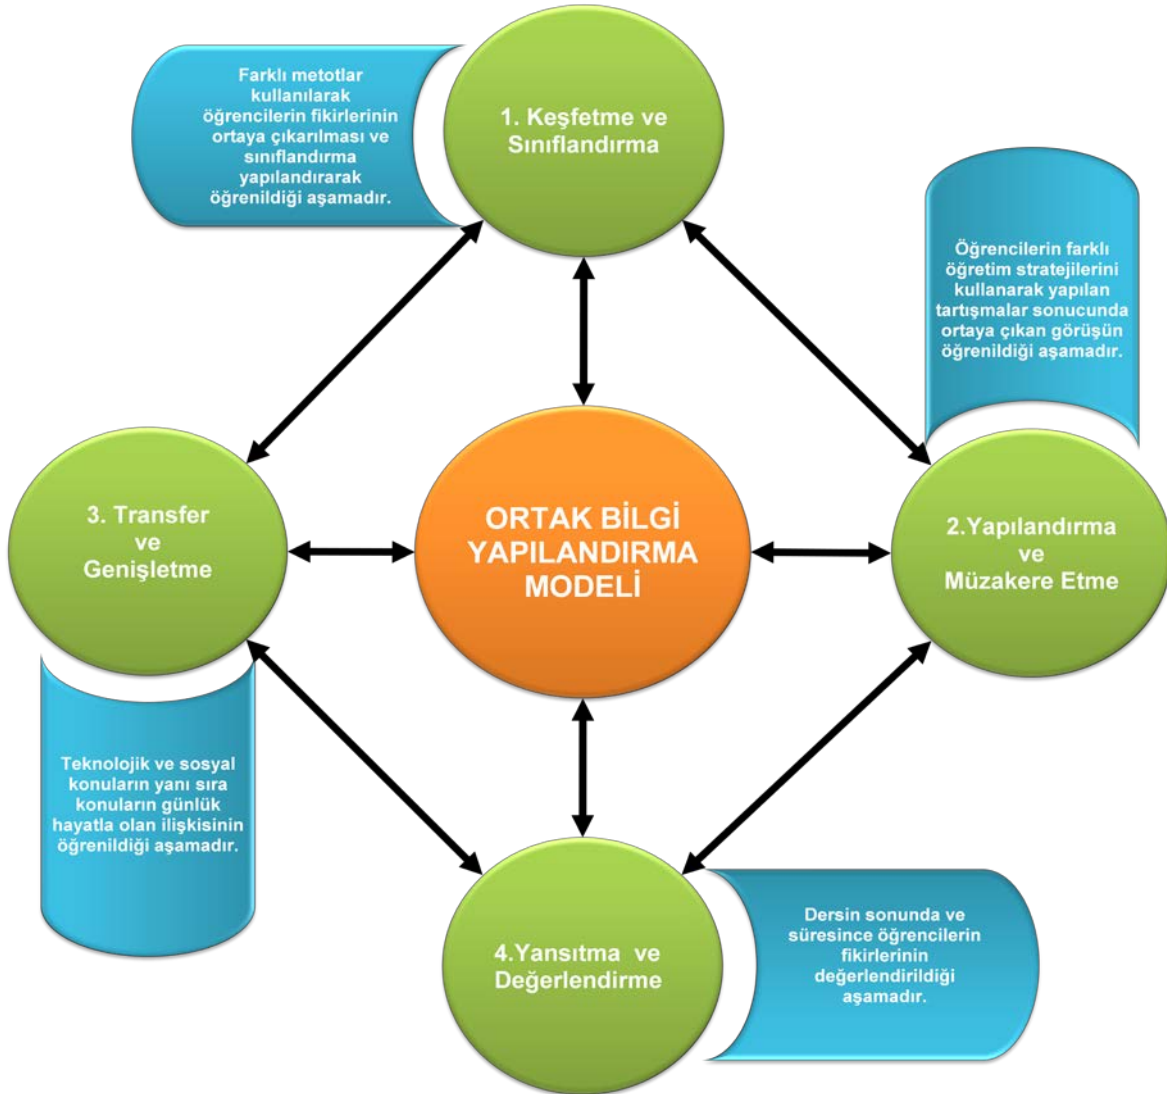 Farklı metotlar
kullanılarak
öğrencilerin fikirlerinin
ortaya çıkarılması ve
sınıflandırma
yapılandırarak
öğrenildiği aşamadır.
1. Keşfetme ve
Sınıflandırma
Öğrencilerin farklı
öğretim stratejilerini
kullanarak yapılan
tartışmalar sonucunda
ortaya çıkan görüşün
öğrenildiği aşamadır.
3. Transfer
ve
Genişletme
ORTAK BİLGİ
YAPILANDIRMA
MODELİ
2.Yapılandırma
ve
Müzakere Etme
Teknolojik ve sosyal
konuların yanı sıra
konuların günlük
hayatla olan ilişkisinin
öğrenildiği aşamadır.
4.Yansıtma ve
Değerlendirme
Dersin sonunda ve
süresince öğrencilerin
fikirlerinin
değerlendirildiği
aşamadır.